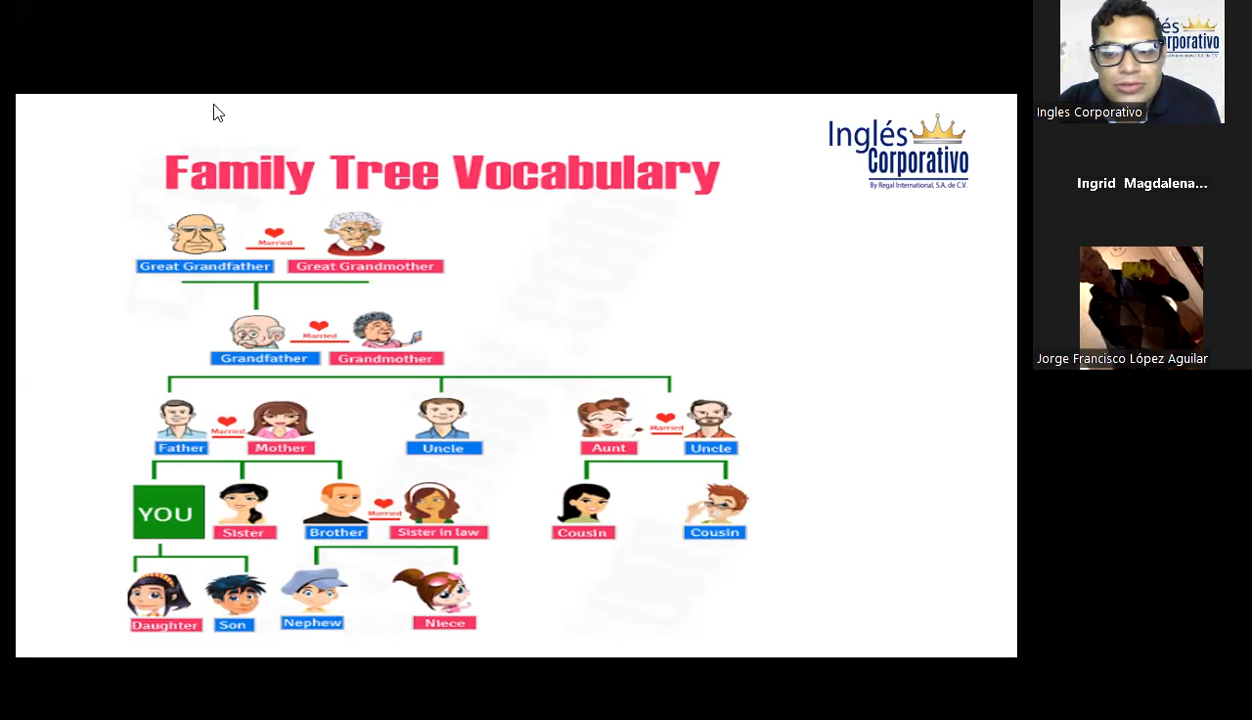 Family Tree Vocabulary
Inglés
Corporativo
By Regal International, S.A. de C.V.
Married
Great Grandfather
Great Grandmother
Married
Grandfather
Grandmother
Married
Married
Father
Mother
Uncle
Aunt
Uncle
YOU
Married
Sister
Brother
Sister in law
Cousin
Cousin
Daughter
Son
Nephew
Niece
és
orporativo
Ingles Corporativo
Ingrid Magdalena...
Jorge Francisco López Aguilar